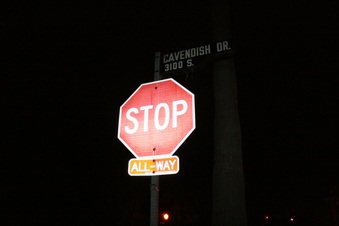 CAVENDISH DR.
3100 S.
STOP
ALL-WAY